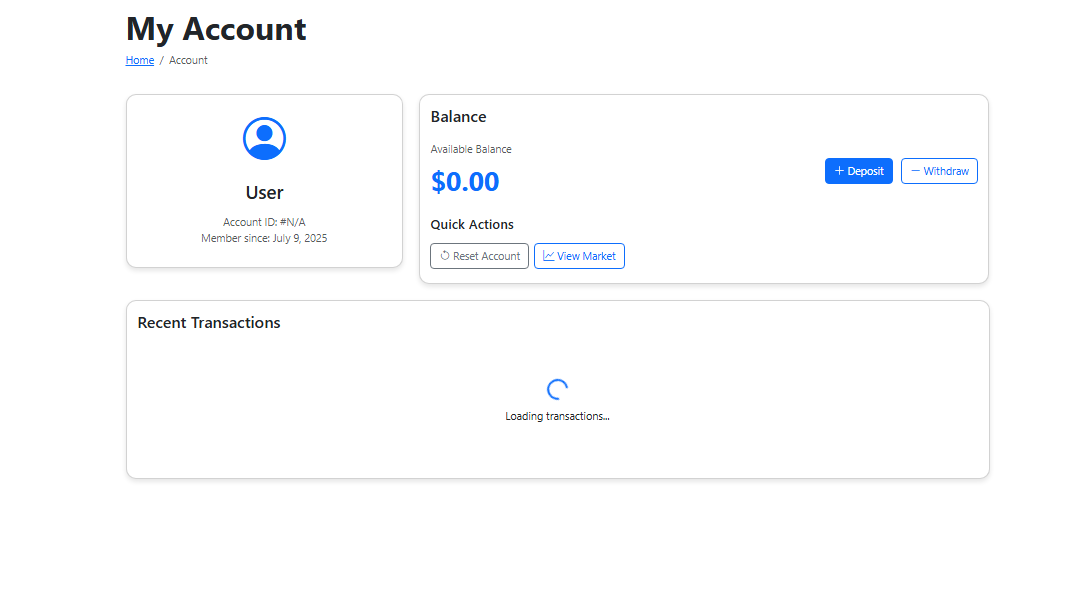 My Account
Home / Account
User
Account ID: #N/A
Member since: July 9, 2025
Balance
Available Balance
$0.00
+ Deposit
− Withdraw
Quick Actions
Reset Account
View Market
Recent Transactions
Loading transactions...